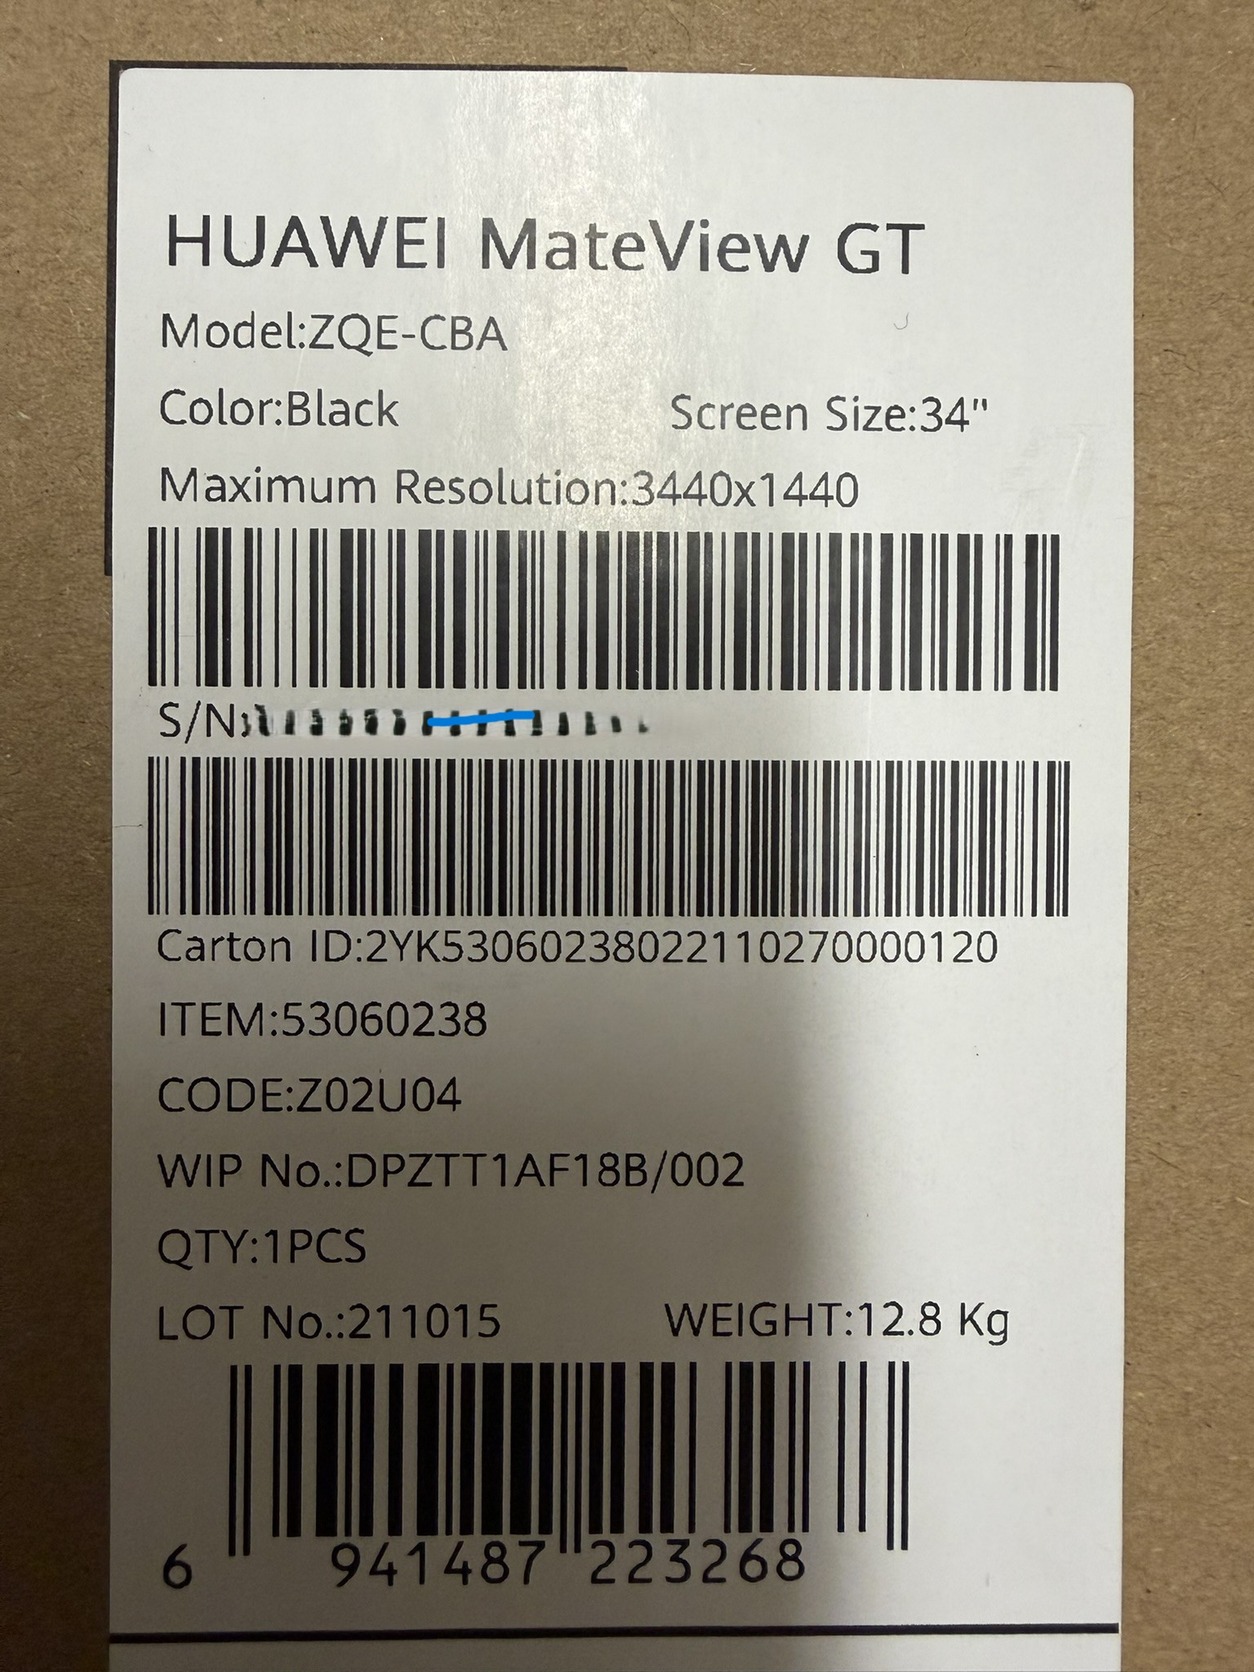 HUAWEI MateView GT
Model:ZQE-CBA
Color:Black Screen Size:34"
Maximum Resolution:3440x1440
S/N:
Carton ID:2YK53060238022110270000120
ITEM:53060238
CODE:Z02U04
WIP No.:DPZTT1AF18B/002
QTY:1PCS
LOT No.:211015 WEIGHT:12.8 Kg
6 941487 223268